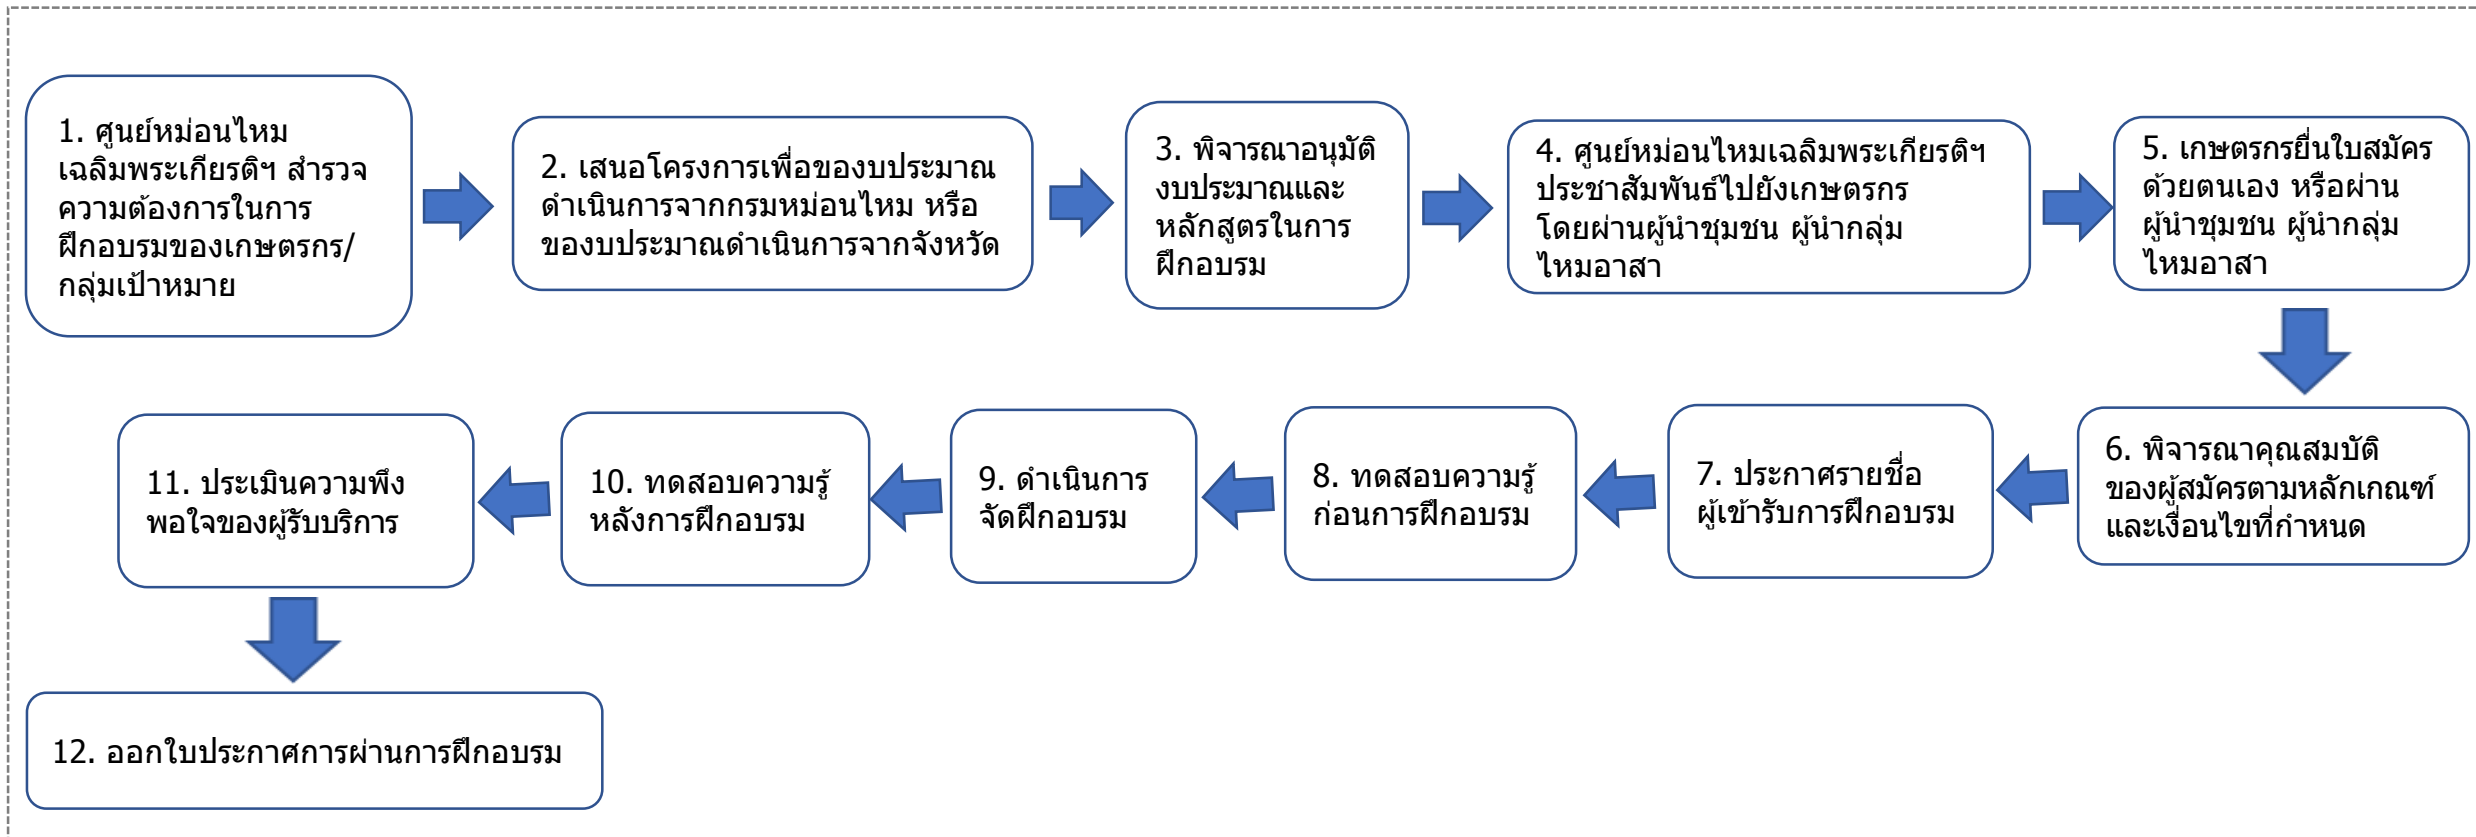 1. ศูนย์หม่อนไหม
เฉลิมพระเกียรติฯ สำรวจ
ความต้องการในการ
ฝึกอบรมของเกษตรกร/
กลุ่มเป้าหมาย
2. เสนอโครงการเพื่อของบประมาณ
ดำเนินการจากกรมหม่อนไหม หรือ
ของบประมาณดำเนินการจากจังหวัด
3. พิจารณาอนุมัติ
งบประมาณและ
หลักสูตรในการ
ฝึกอบรม
4. ศูนย์หม่อนไหมเฉลิมพระเกียรติฯ
ประชาสัมพันธ์ไปยังเกษตรกร
โดยผ่านผู้นำชุมชน ผู้นำกลุ่ม
ไหมอาสา
5. เกษตรกรยื่นใบสมัคร
ด้วยตนเอง หรือผ่าน
ผู้นำชุมชน ผู้นำกลุ่ม
ไหมอาสา
6. พิจารณาคุณสมบัติ
ของผู้สมัครตามหลักเกณฑ์
และเงื่อนไขที่กำหนด
7. ประกาศรายชื่อ
ผู้เข้ารับการฝึกอบรม
8. ทดสอบความรู้
ก่อนการฝึกอบรม
9. ดำเนินการ
จัดฝึกอบรม
10. ทดสอบความรู้
หลังการฝึกอบรม
11. ประเมินความพึง
พอใจของผู้รับบริการ
12. ออกใบประกาศการผ่านการฝึกอบรม